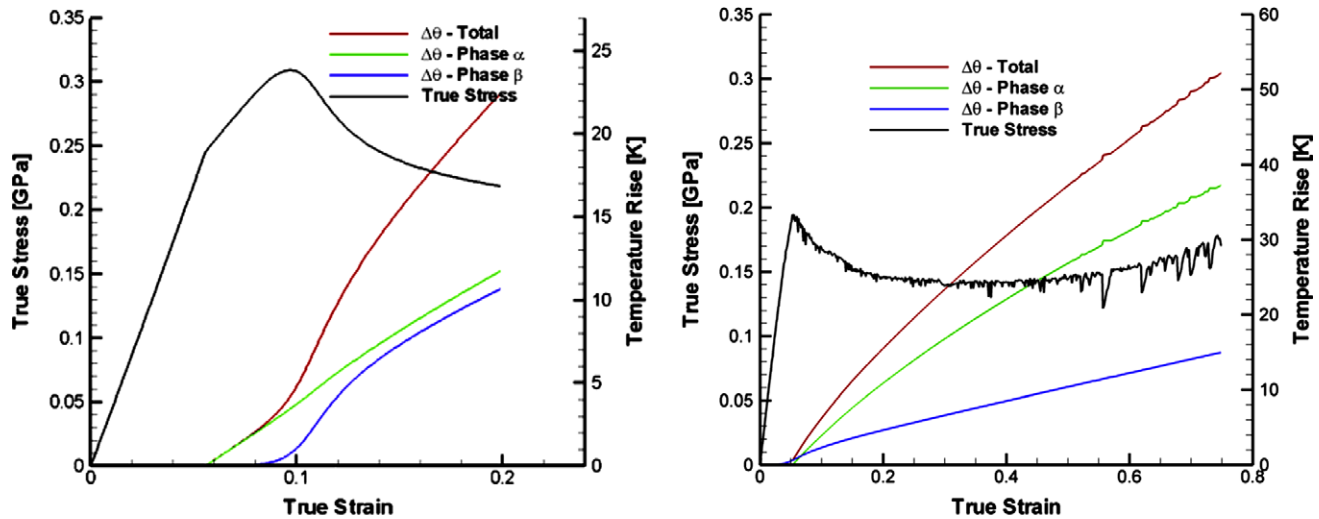 0.35
0.3
0.25
0.2
0.15
0.1
0.05
0
True Stress [GPa]
Δθ - Total
Δθ - Phase α
Δθ - Phase β
True Stress
25
20
15
10
5
0
Temperature Rise [K]
0 0.1 0.2
True Strain
0.35
0.3
0.25
0.2
0.15
0.1
0.05
0
True Stress [GPa]
Δθ - Total
Δθ - Phase α
Δθ - Phase β
True Stress
60
50
40
30
20
10
0
Temperature Rise [K]
0 0.2 0.4 0.6 0.8
True Strain